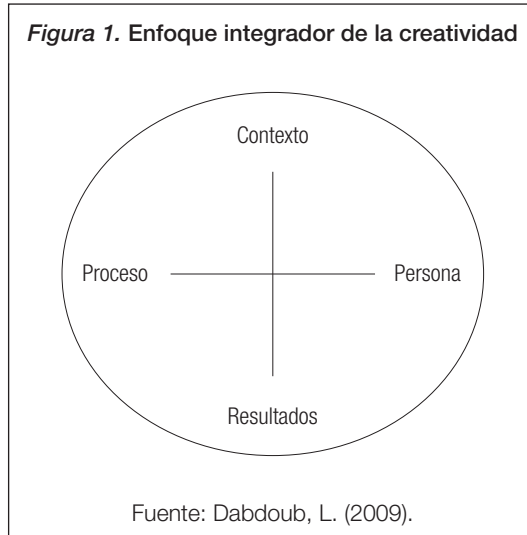 Figura 1. Enfoque integrador de la creatividad
Contexto
Proceso Persona
Resultados
Fuente: Dabdoub, L. (2009).